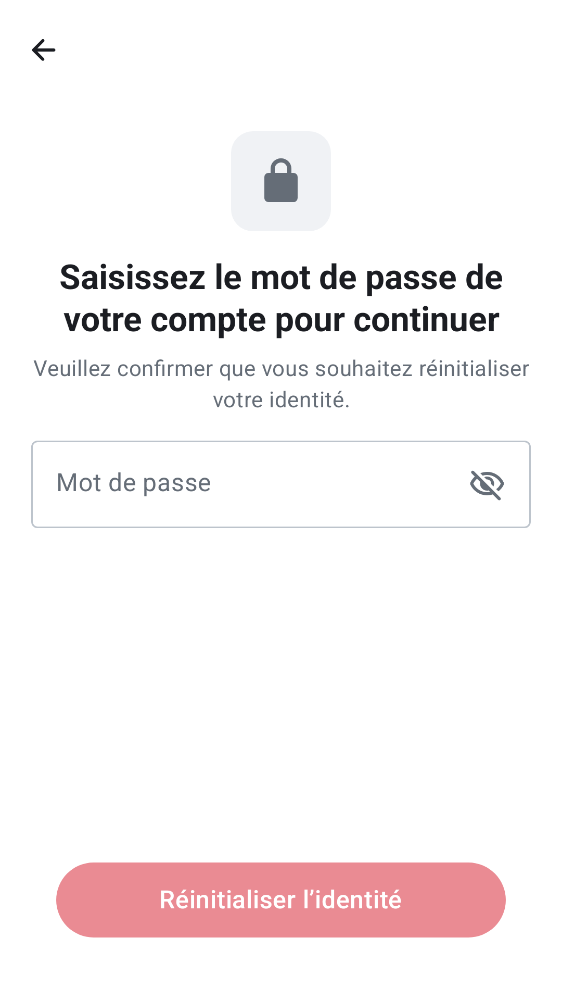 Saisissez le mot de passe de
votre compte pour continuer
Veuillez confirmer que vous souhaitez réinitialiser
votre identité.
Mot de passe
Réinitialiser l’identité